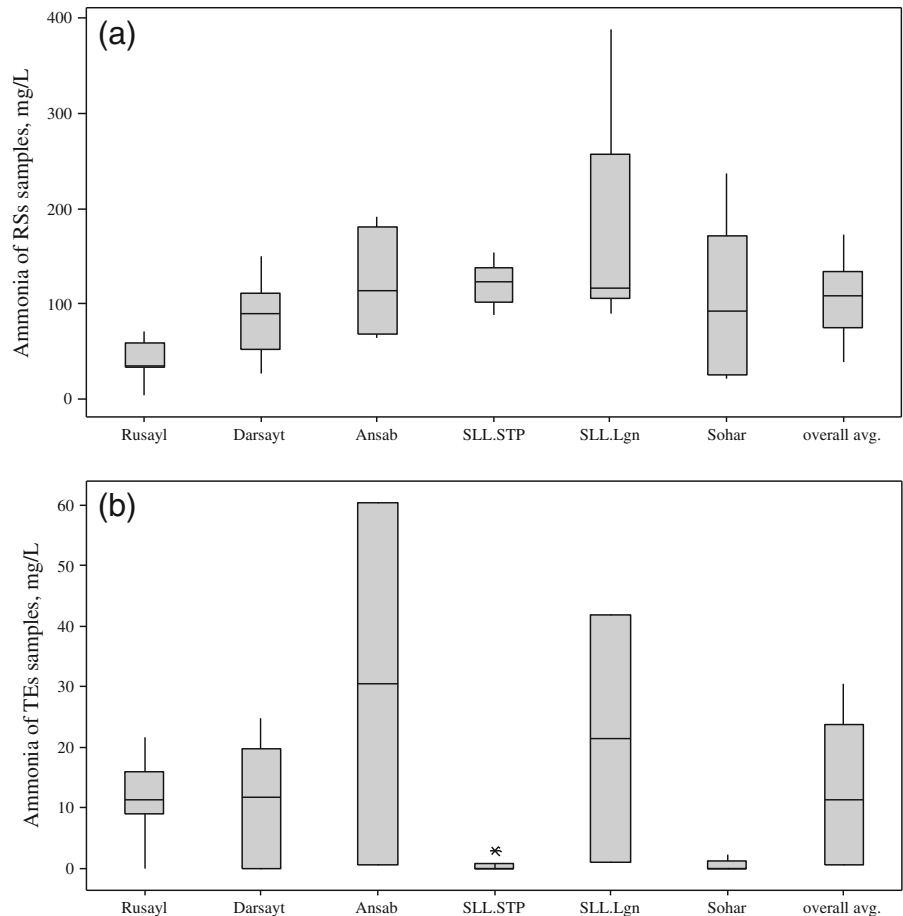 (a)
Ammonia of RSs samples, mg/L
400
300
200
100
0
Rusayl Darsayt Ansab SLL.STP SLL.Lgn Sohar overall avg.
(b)
Ammonia of TEs samples, mg/L
60
50
40
30
20
10
0
Rusayl Darsayt Ansab SLL.STP SLL.Lgn Sohar overall avg.